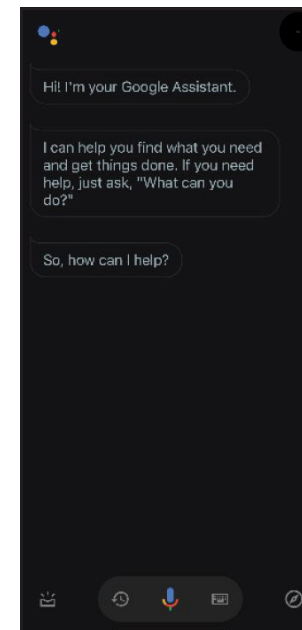 Hi! I'm your Google Assistant.
I can help you find what you need
and get things done. If you need
help, just ask, "What can you
do?"
So, how can I help?